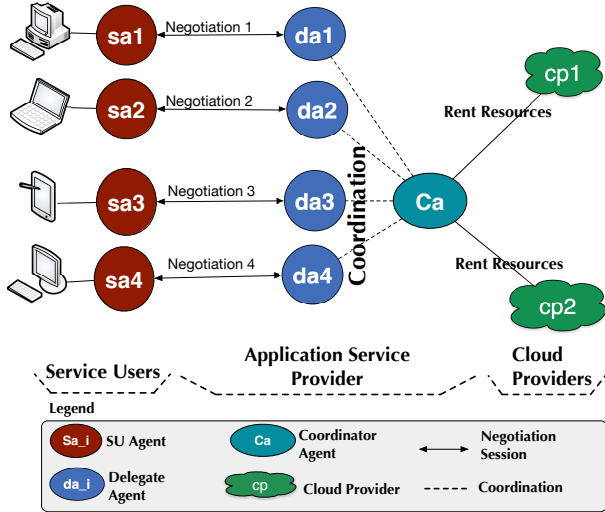 sa1
Negotiation 1
da1
cp1
sa2
Negotiation 2
da2
Rent Resources
sa3
Negotiation 3
da3
Coordination
Ca
sa4
Negotiation 4
da4
Rent Resources
cp2
Service Users
Application Service
Provider
Cloud
Providers
Legend
Sa_i
SU Agent
Ca
Coordinator
Agent
Negotiation
Session
da_i
Delegate
Agent
cp
Cloud Provider
Coordination